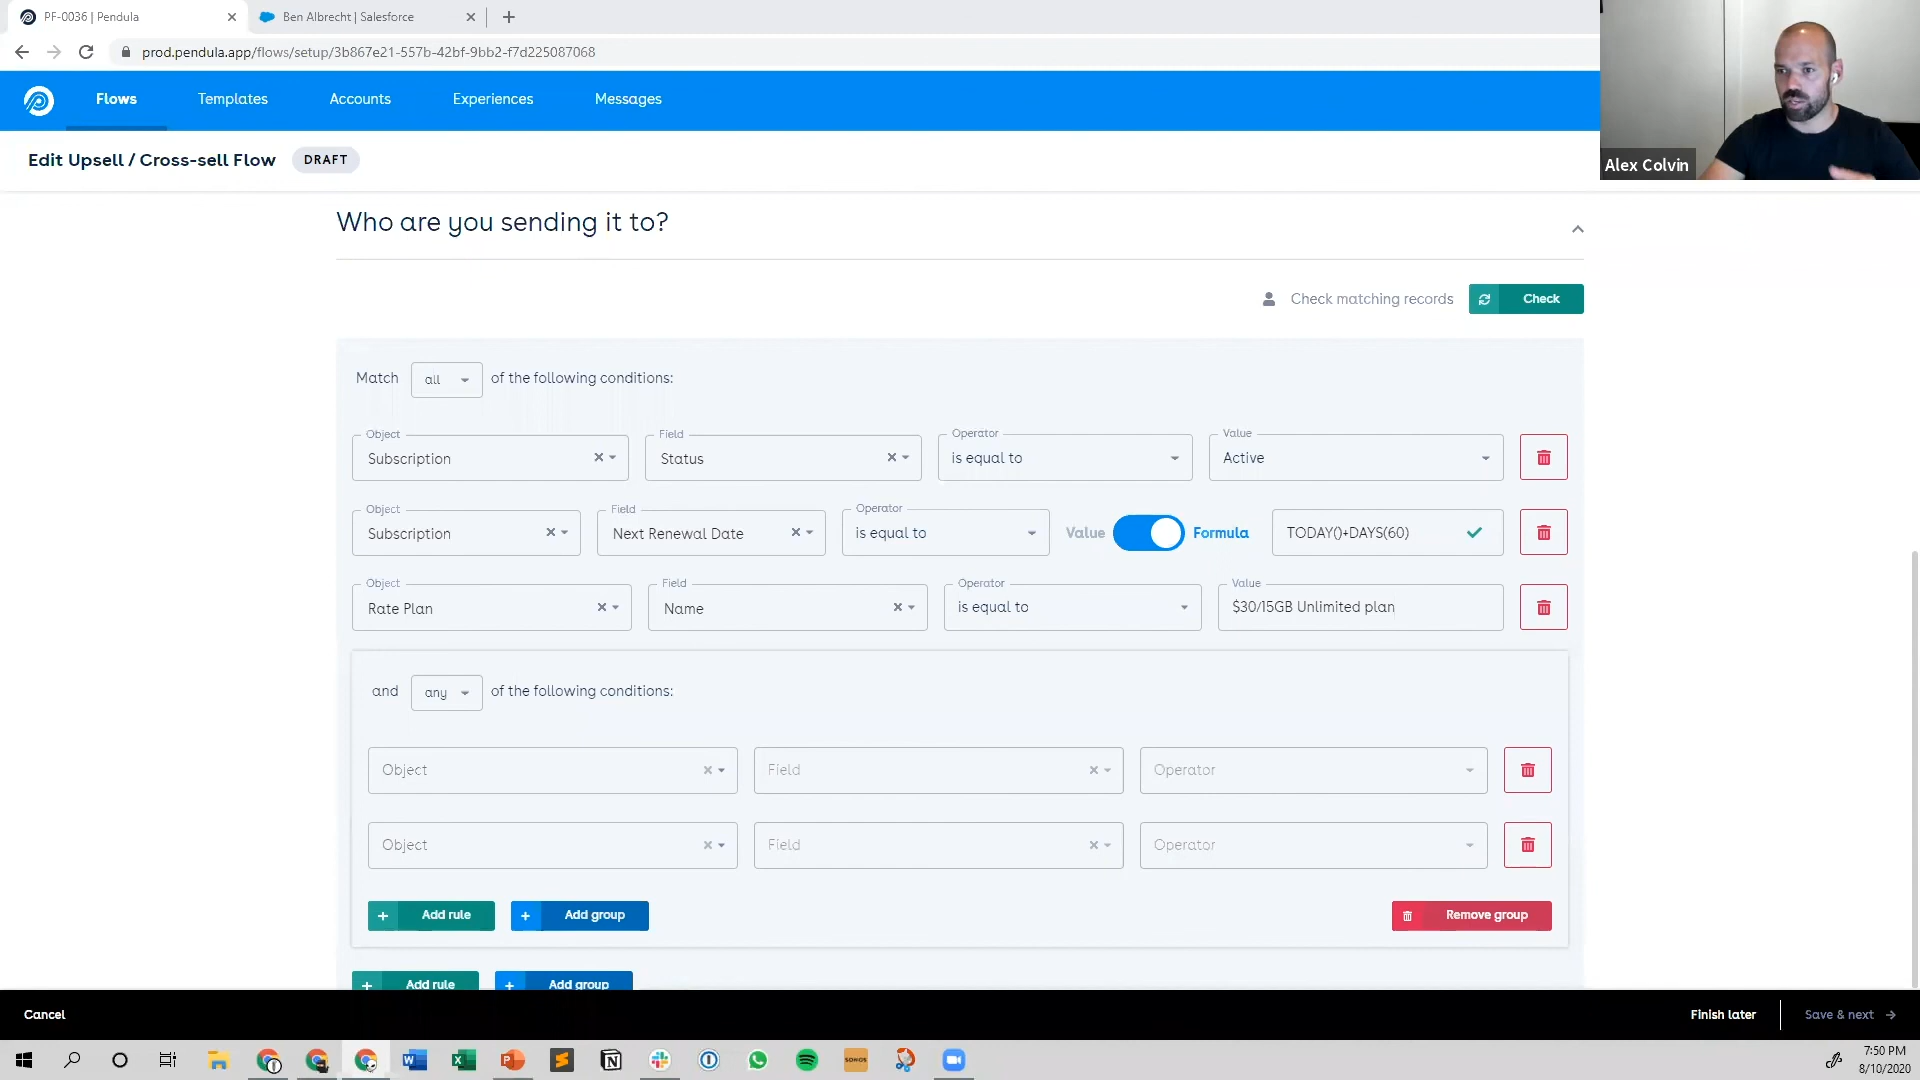 PF-0036 | Pendula
Ben Albrecht | Salesforce
prod.pendula.app/flows/setup/3b867e21-557b-42bf-9bb2-f7d225087068
Flows Templates Accounts Experiences Messages
Alex Colvin
Edit Upsell / Cross-sell Flow DRAFT
Who are you sending it to?
Check matching records Check
Match all of the following conditions:
Object Field Operator Value
Subscription Status is equal to Active
Object Field Operator
Subscription Next Renewal Date is equal to Value Formula TODAY()+DAYS(60)
Object Field Operator Value
Rate Plan Name is equal to $30/15GB Unlimited plan
and any of the following conditions:
Object Field Operator
Object Field Operator
+ Add rule + Add group Remove group
+ Add rule + Add group
Cancel Finish later Save & next
SONOS
7:50 PM
8/10/2020